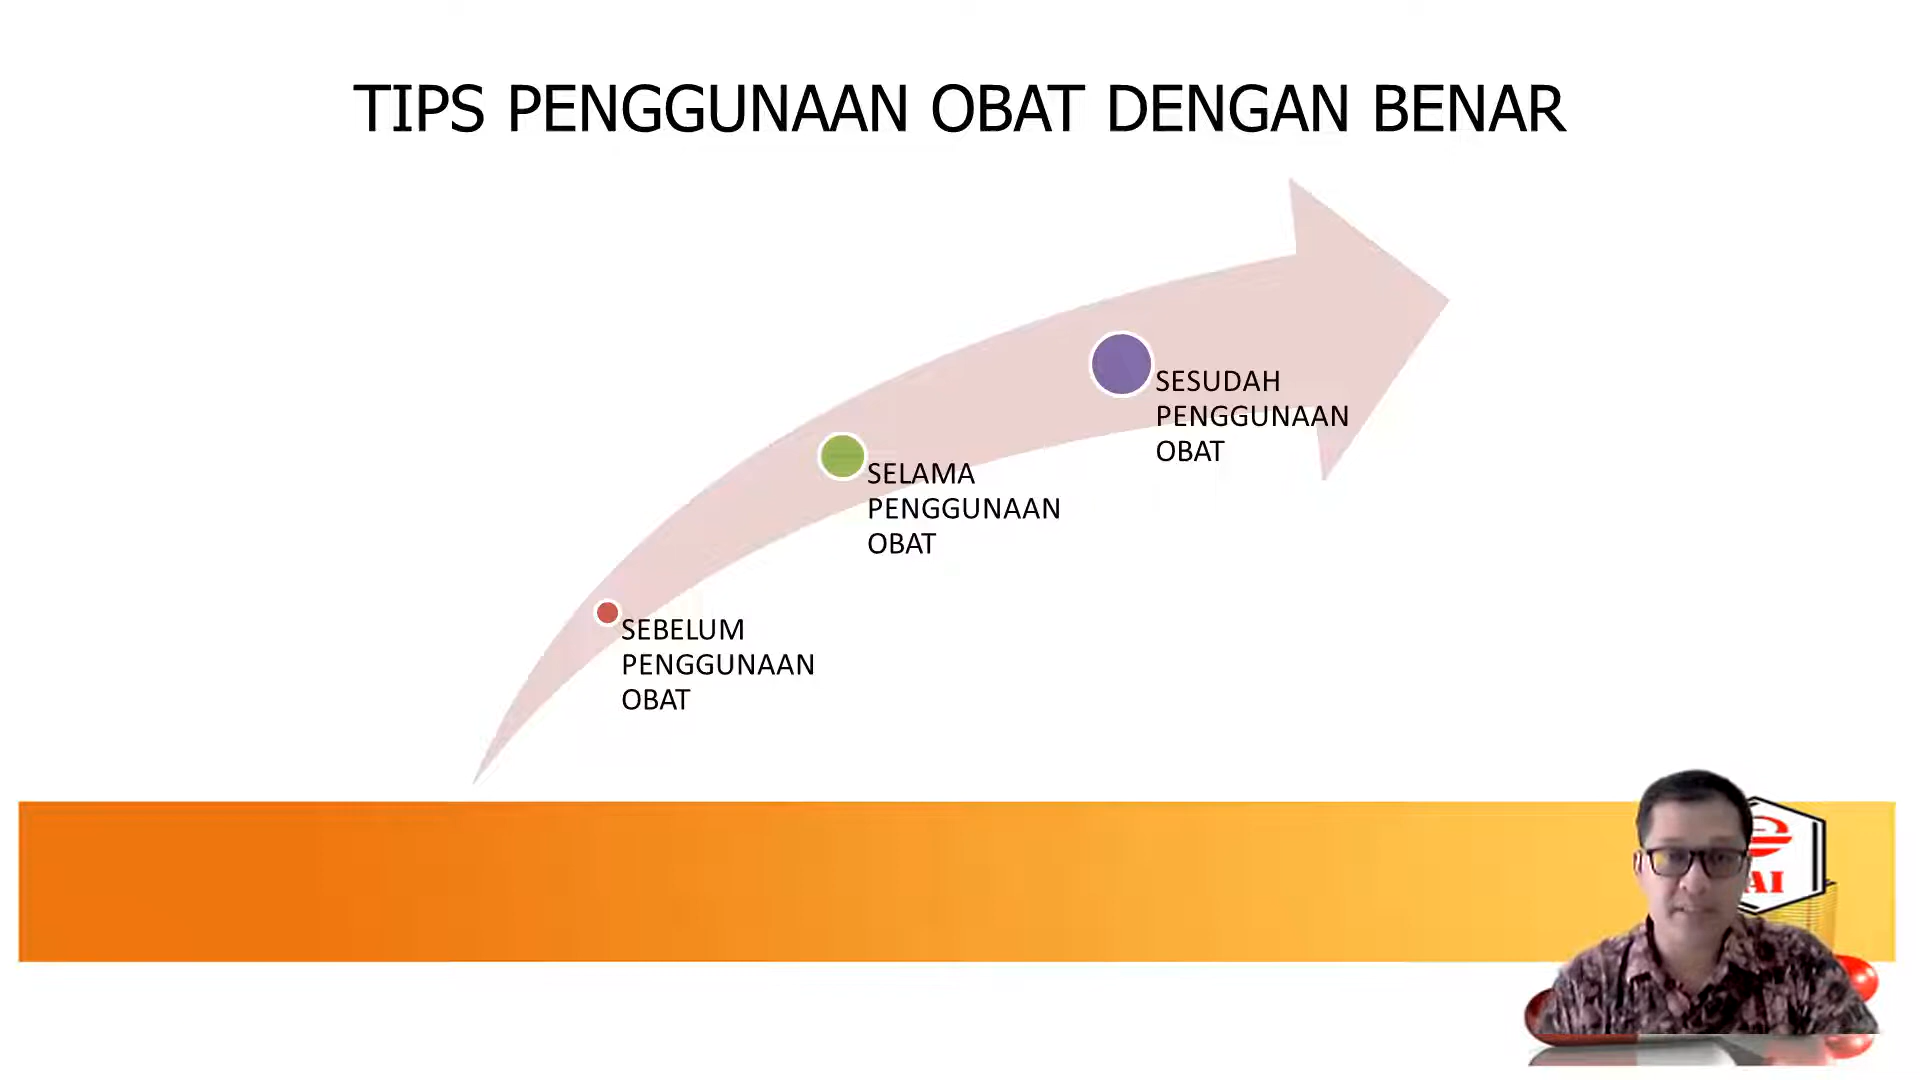 TIPS PENGGUNAAN OBAT DENGAN BENAR
SEBELUM
PENGGUNAAN
OBAT
SELAMA
PENGGUNAAN
OBAT
SESUDAH
PENGGUNAAN
OBAT